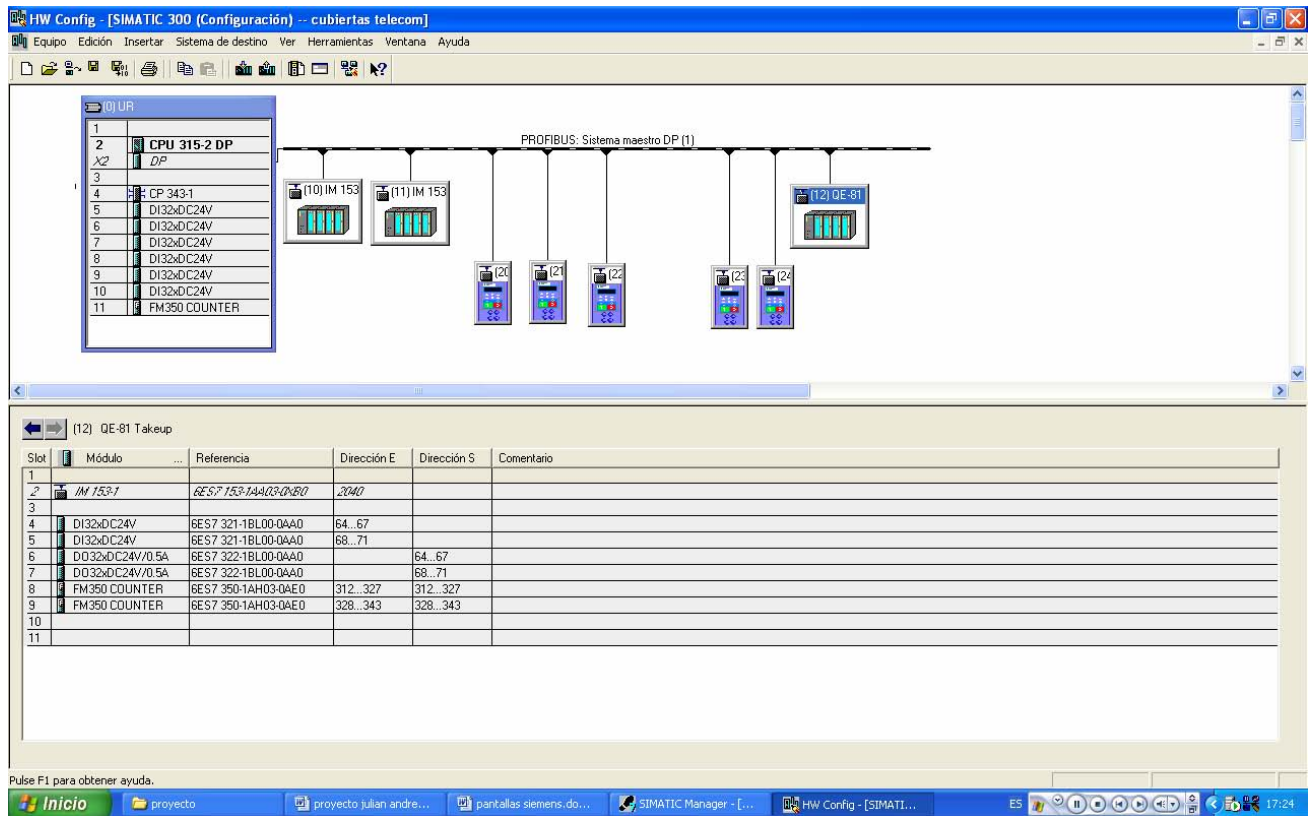 HW Config - [SIMATIC 300 (Configuración) -- cubiertas telecom]
Equipo Edición Insertar Sistema de destino Ver Herramientas Ventana Ayuda
(0) UR
1
2 CPU 315-2 DP
X2 DP
3
4 CP 343-1
5 DI32xDC24V
6 DI32xDC24V
7 DI32xDC24V
8 DI32xDC24V
9 DI32xDC24V
10 DI32xDC24V
11 FM350 COUNTER
PROFIBUS: Sistema maestro DP (1)
(10) IM 153
(11) IM 153
(12) QE-81
(20
(21
(22
(23
(24
(12) QE-81 Takeup
Slot Módulo ... Referencia Dirección E Dirección S Comentario
1
2 IM 153-1 6ES7 153-1AA03-0XB0 2040
3
4 DI32xDC24V 6ES7 321-1BL00-0AA0 64...67
5 DI32xDC24V 6ES7 321-1BL00-0AA0 68...71
6 DO32xDC24V/0.5A 6ES7 322-1BL00-0AA0 64...67
7 DO32xDC24V/0.5A 6ES7 322-1BL00-0AA0 68...71
8 FM350 COUNTER 6ES7 350-1AH03-0AE0 312...327 312...327
9 FM350 COUNTER 6ES7 350-1AH03-0AE0 328...343 328...343
10
11
Pulse F1 para obtener ayuda.
Inicio proyecto proyecto julian andre... pantallas siemens.do... SIMATIC Manager - [... HW Config - [SIMATI... ES 17:24